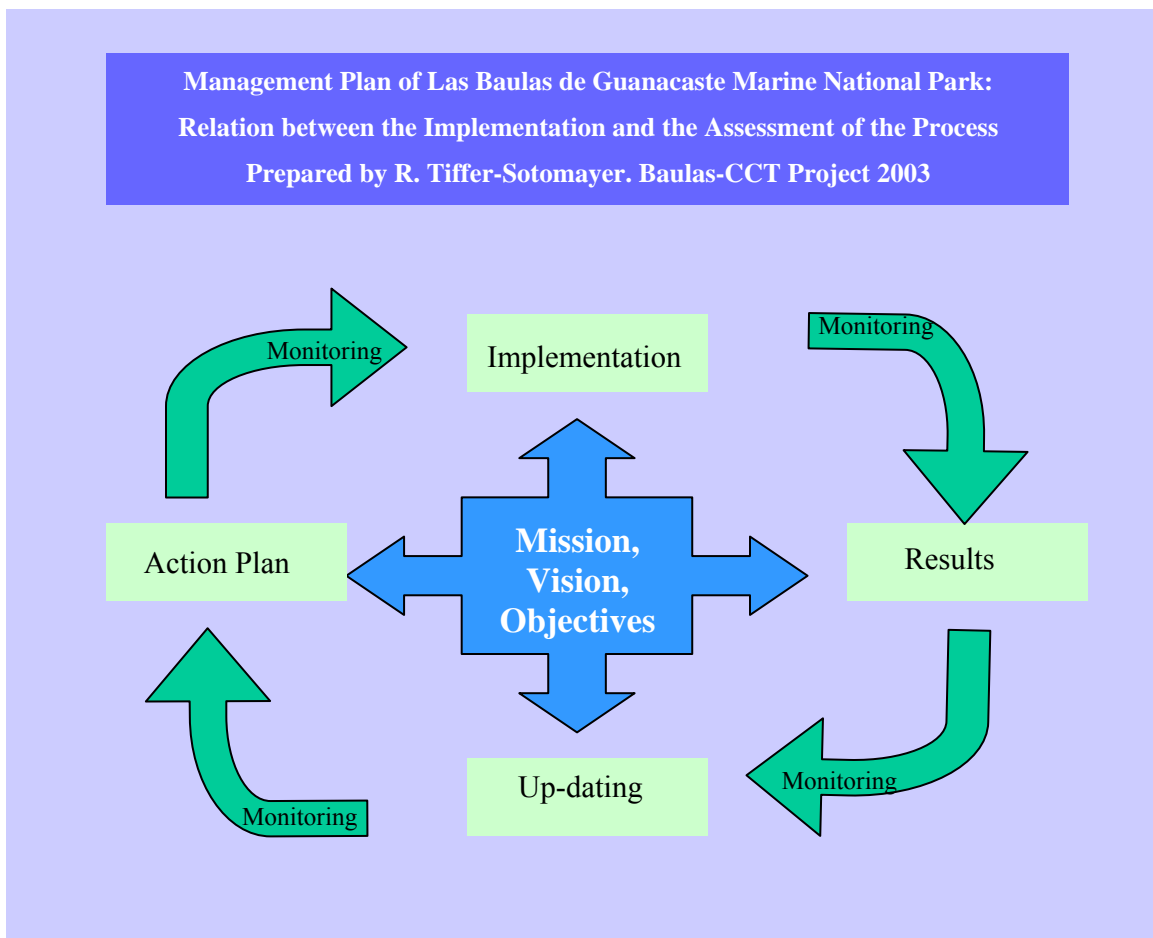 Management Plan of Las Baulas de Guanacaste Marine National Park:
Relation between the Implementation and the Assessment of the Process
Prepared by R. Tiffer-Sotomayer. Baulas-CCT Project 2003
Monitoring
Implementation
Monitoring
Action Plan
Mission,
Vision,
Objectives
Results
Monitoring
Up-dating
Monitoring